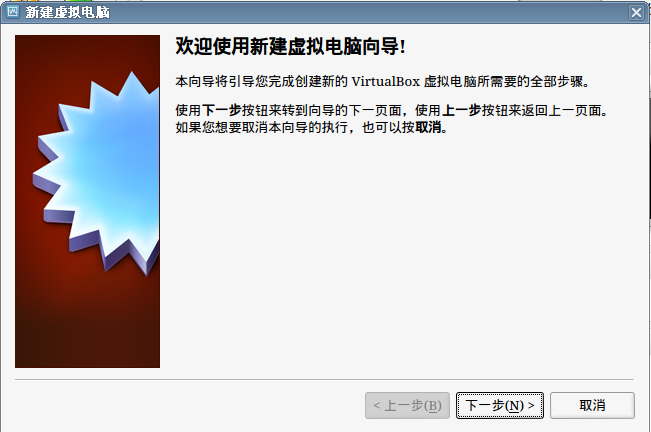 新建虚拟电脑
欢迎使用新建虚拟电脑向导!
本向导将引导您完成创建新的 VirtualBox 虚拟电脑所需要的全部步骤。
使用下一步按钮来转到向导的下一页面，使用上一步按钮来返回上一页面。
如果您想要取消本向导的执行，也可以按取消。
< 上一步(B)
下一步(N) >
取消